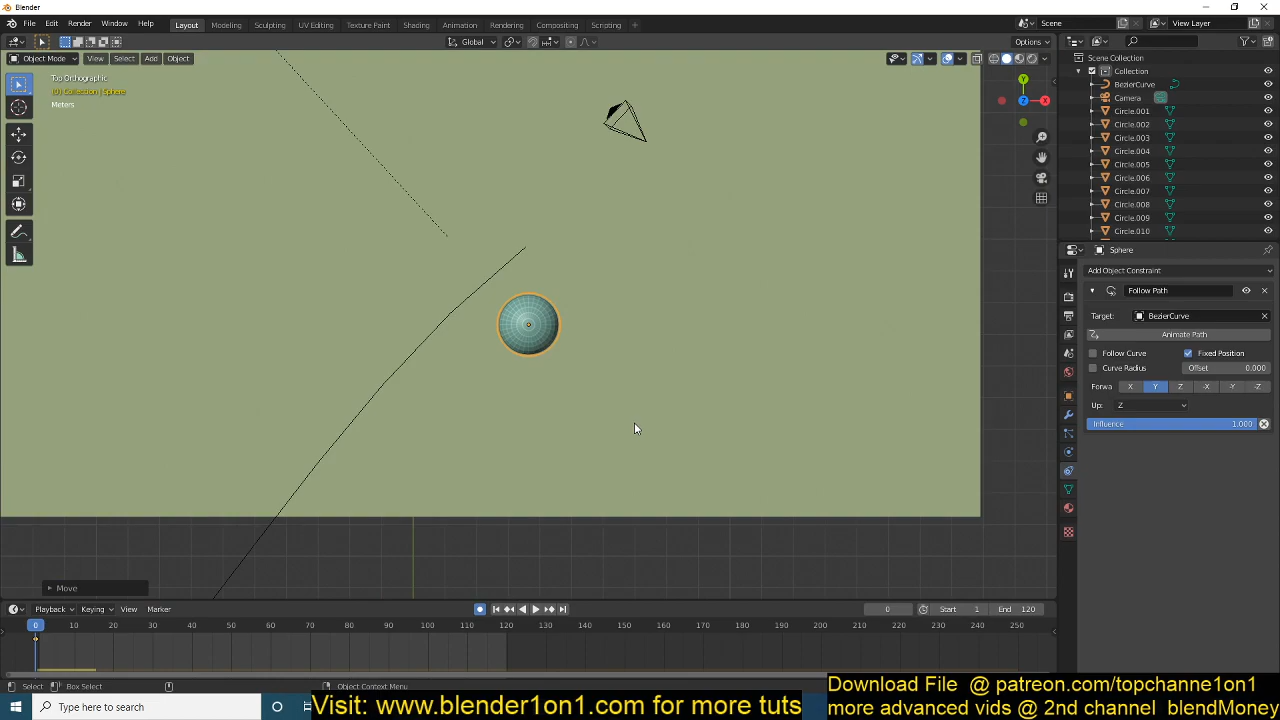 Blender
File Edit Render Window Help Layout Modeling Sculpting UV Editing Texture Paint Shading Animation Rendering Compositing Scripting + Scene View Layer
Global Options
Object Mode View Select Add Object
Top Orthographic
(0) Collection | Sphere
Meters
Y
Z X
Move
Scene Collection
Collection
BezierCurve
Camera
Circle.001
Circle.002
Circle.003
Circle.004
Circle.005
Circle.006
Circle.007
Circle.008
Circle.009
Circle.010
Sphere
Add Object Constraint
Follow Path
Target: BezierCurve
Animate Path
Follow Curve Fixed Position
Curve Radius Offset 0.000
Forwa X Y Z -X -Y -Z
Up: Z
Influence 1.000
Playback Keying View Marker 0 Start 1 End 120
0 10 20 30 40 50 60 70 80 90 100 110 120 130 140 150 160 170 180 190 200 210 220 230 240 250
Select Box Select Object Context Menu
Type here to search
Visit: www.blender1on1.com for more tuts
Download File @ patreon.com/topchanne1on1
more advanced vids @ 2nd channel blendMoney